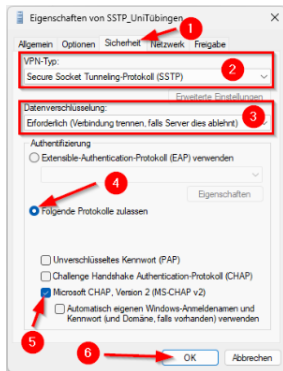 Eigenschaften von SSTP_UniTübingen
Allgemein Optionen Sicherheit Netzwerk Freigabe
1
VPN-Typ:
Secure Socket Tunneling-Protokoll (SSTP)
2
Erweiterte Einstellungen
Datenverschlüsselung:
Erforderlich (Verbindung trennen, falls Server dies ablehnt)
3
Authentifizierung
Extensible-Authentication-Protokoll (EAP) verwenden
Eigenschaften
4
Folgende Protokolle zulassen
Unverschlüsseltes Kennwort (PAP)
Challenge Handshake Authentication-Protokoll (CHAP)
Microsoft CHAP, Version 2 (MS-CHAP v2)
Automatisch eigenen Windows-Anmeldenamen und
Kennwort (und Domäne, falls vorhanden) verwenden
5
6
OK Abbrechen